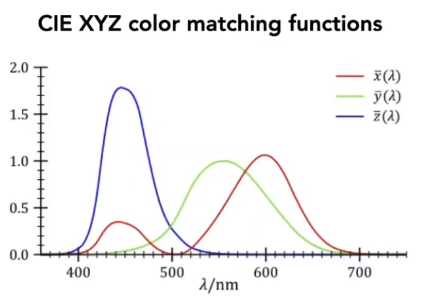 CIE XYZ color matching functions
2.0
1.5
1.0
0.5
0.0
x̄(λ)
ȳ(λ)
z̄(λ)
400 500 600 700
λ/nm